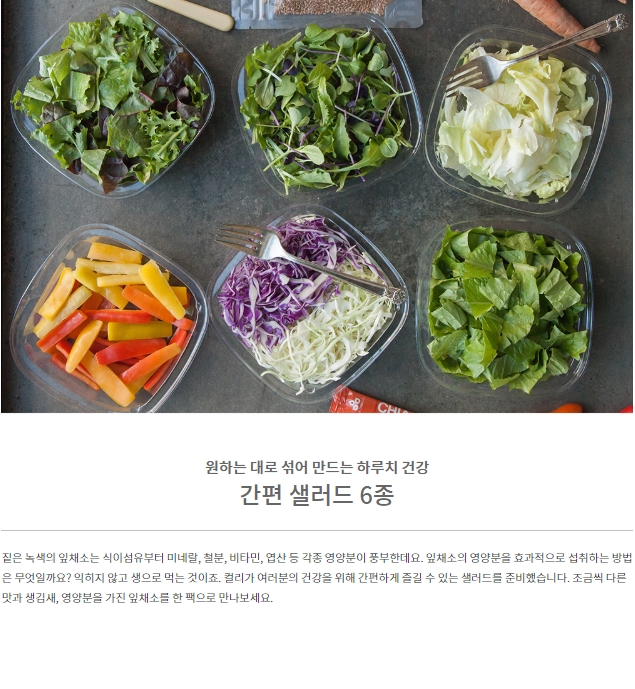 CHIA
원하는 대로 섞어 만드는 하루치 건강
간편 샐러드 6종
짙은 녹색의 잎채소는 식이섬유부터 미네랄, 철분, 비타민, 엽산 등 각종 영양분이 풍부한데요. 잎채소의 영양분을 효과적으로 섭취하는 방법
은 무엇일까요? 익히지 않고 생으로 먹는 것이죠. 컬리가 여러분의 건강을 위해 간편하게 즐길 수 있는 샐러드를 준비했습니다. 조금씩 다른
맛과 생김새, 영양분을 가진 잎채소를 한 팩으로 만나보세요.